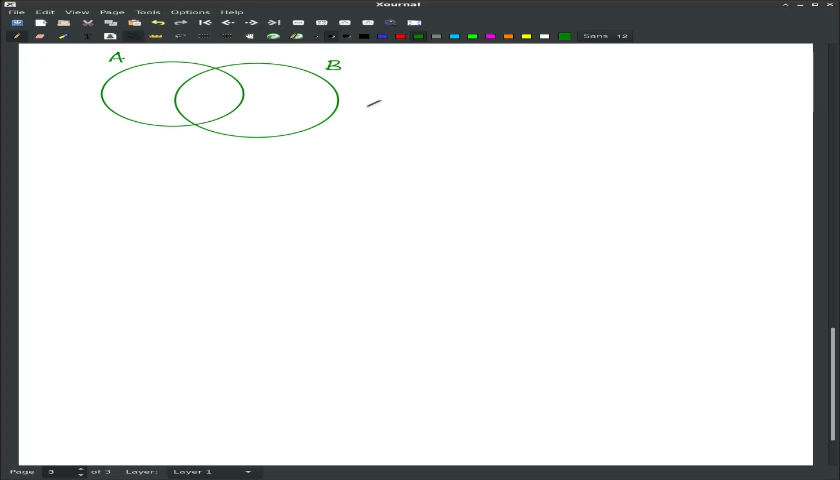 Xournal
File Edit View Page Tools Options Help
Sans 12
A
B
Page 3 of 3 Layer: Layer 1